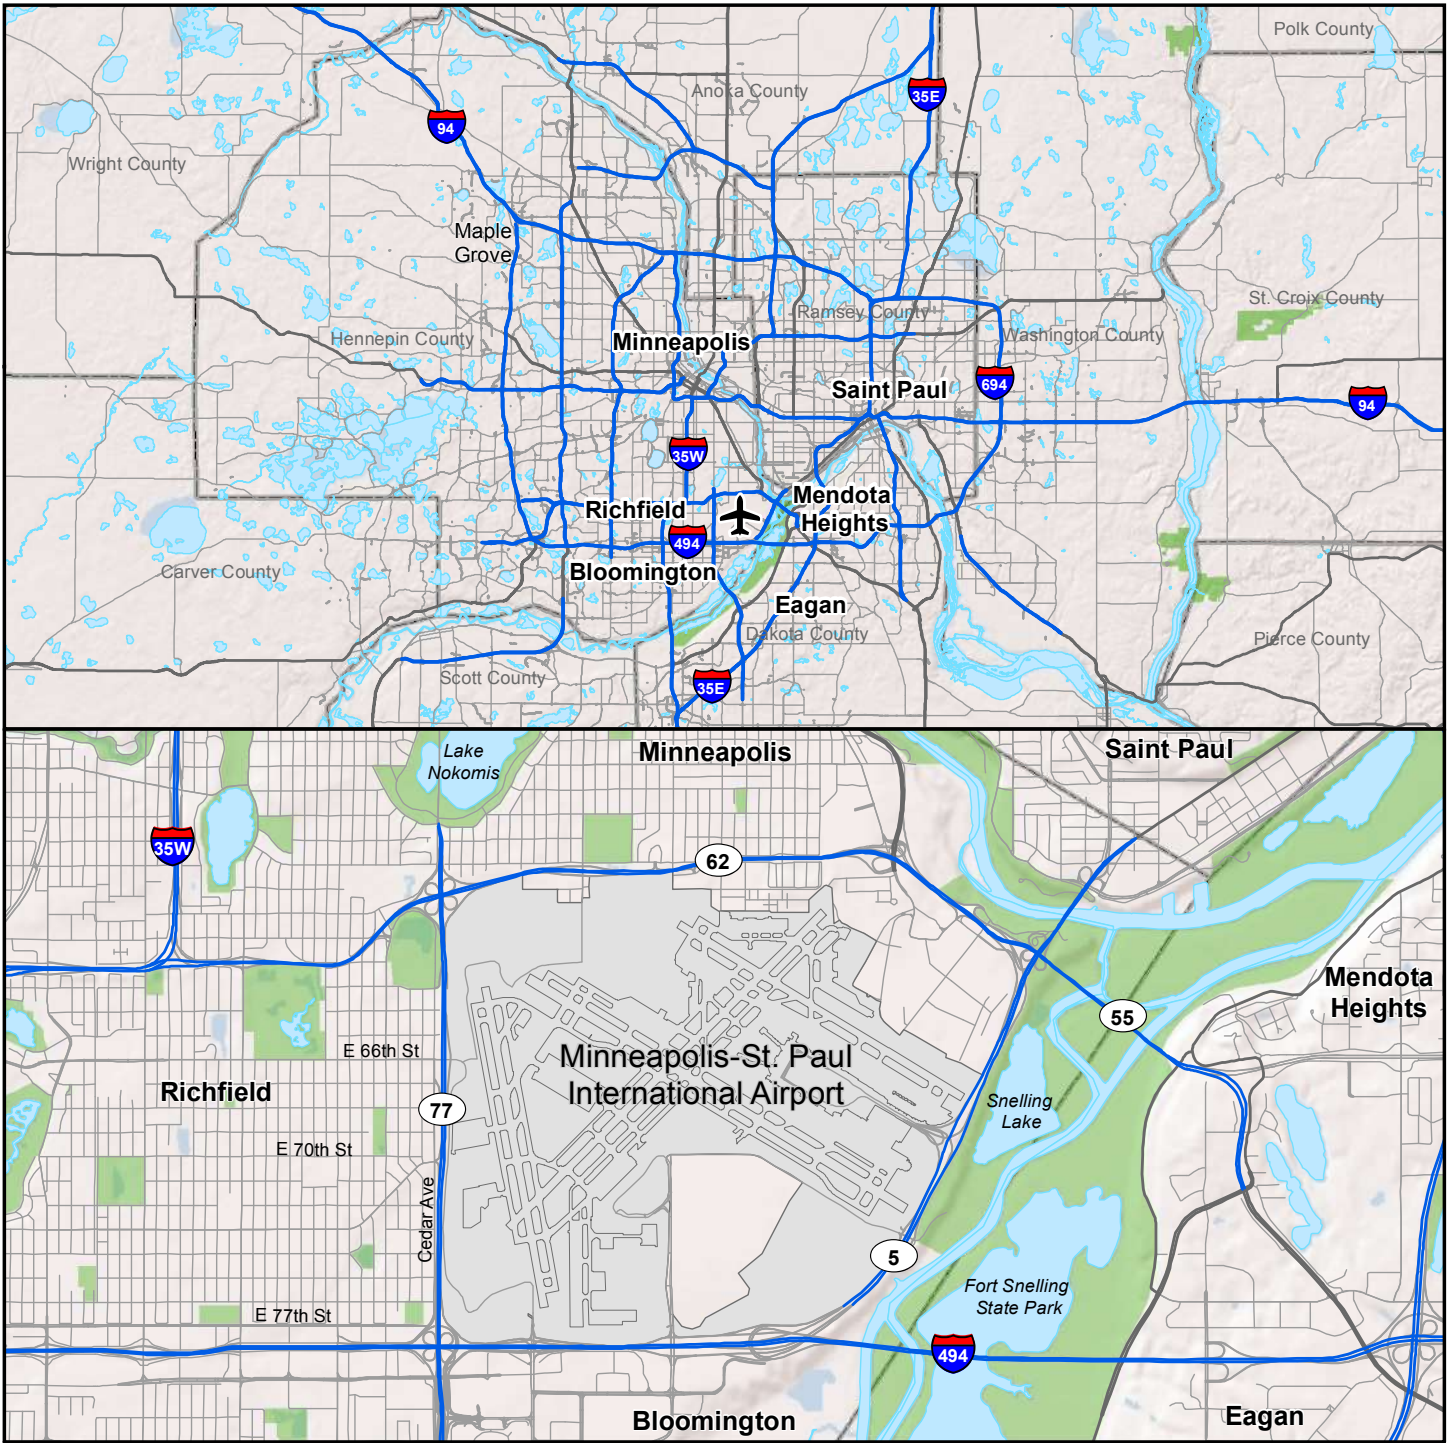 Polk County
Anoka County
35E
94
Wright County
Maple
Grove
St. Croix County
Ramsey County
Washington County
Hennepin County
Minneapolis
Saint Paul
694
94
35W
Mendota
Heights
Richfield
494
Bloomington
Carver County
Eagan
Dakota County
Pierce County
Scott County
35E
Lake
Nokomis
Minneapolis
Saint Paul
35W
62
Mendota
Heights
55
E 66th St
Minneapolis-St. Paul
International Airport
Richfield
77
Snelling
Lake
E 70th St
Cedar Ave
5
Fort Snelling
State Park
E 77th St
494
Bloomington
Eagan